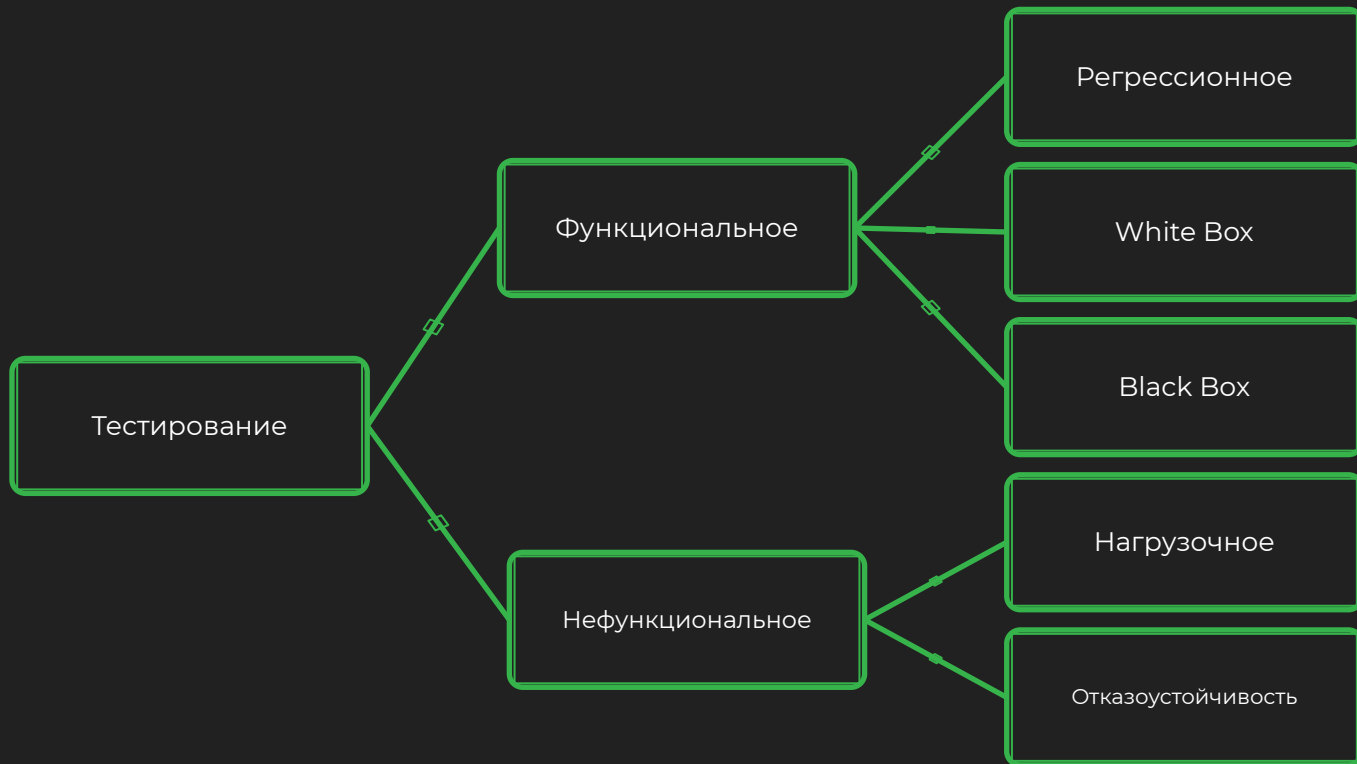 Тестирование
Функциональное
Регрессионное
White Box
Black Box
Нефункциональное
Нагрузочное
Отказоустойчивость